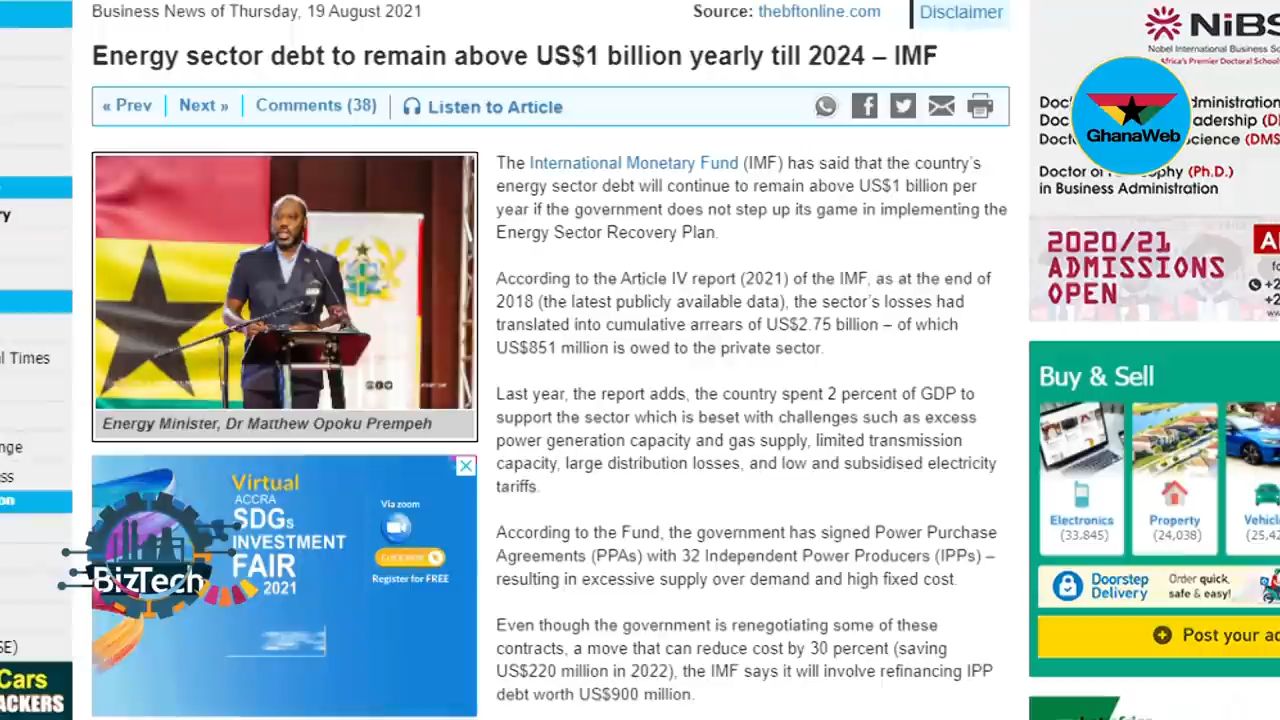 Business News of Thursday, 19 August 2021
Source: thebftonline.com
Disclaimer
Energy sector debt to remain above US$1 billion yearly till 2024 – IMF
« Prev
Next »
Comments (38)
Listen to Article
Energy Minister, Dr Matthew Opoku Prempeh
The International Monetary Fund (IMF) has said that the country's
energy sector debt will continue to remain above US$1 billion per
year if the government does not step up its game in implementing the
Energy Sector Recovery Plan.
According to the Article IV report (2021) of the IMF, as at the end of
2018 (the latest publicly available data), the sector's losses had
translated into cumulative arrears of US$2.75 billion – of which
US$851 million is owed to the private sector.
Last year, the report adds, the country spent 2 percent of GDP to
support the sector which is beset with challenges such as excess
power generation capacity and gas supply, limited transmission
capacity, large distribution losses, and low and subsidised electricity
tariffs.
According to the Fund, the government has signed Power Purchase
Agreements (PPAs) with 32 Independent Power Producers (IPPs) –
resulting in excessive supply over demand and high fixed cost.
Even though the government is renegotiating some of these
contracts, a move that can reduce cost by 30 percent (saving
US$220 million in 2022), the IMF says it will involve refinancing IPP
debt worth US$900 million.
Virtual
ACCRA
SDGs
INVESTMENT
FAIR
2021
Via zoom
Register for FREE
BizTech
l Times
Cars
NiBS
Nobel International Business
Africa's Premier Doctoral
GhanaWeb
(Ph.D.)
in Business Administration
2020/21
ADMISSIONS
OPEN
Buy & Sell
Electronics
(33,845)
Property
(24,038)
Doorstep
Delivery
Order quick,
safe & easy!
Post your